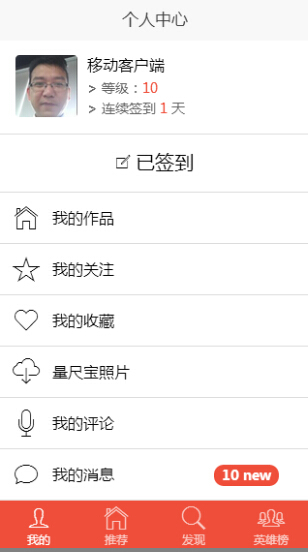 个人中心
移动客户端
> 等级：10
> 连续签到 1 天
已签到
我的作品
我的关注
我的收藏
量尺宝照片
我的评论
我的消息 10 new
我的 推荐 发现 英雄榜